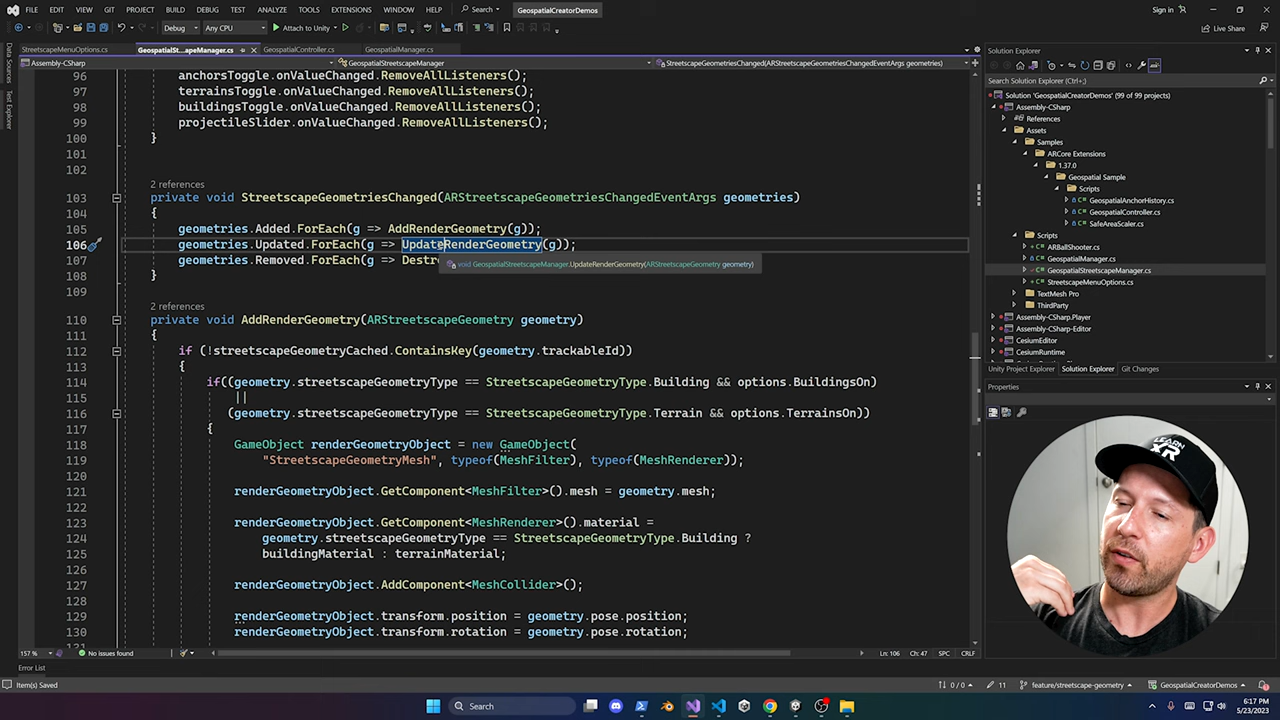 File Edit View Git Project Build Debug Test Analyze Tools Extensions Window Help Search GeospatialCreatorDemos Sign in
Debug Any CPU Attach to Unity Live Share
StreetscapeMenuOptions.cs GeospatialSt...apeManager.cs GeospatialController.cs GeospatialManager.cs
Assembly-CSharp GeospatialStreetscapeManager StreetscapeGeometriesChanged(ARStreetscapeGeometriesChangedEventArgs geometries)
Data Sources
Test Explorer
96 anchorsToggle.onValueChanged.RemoveAllListeners();
97 terrainsToggle.onValueChanged.RemoveAllListeners();
98 buildingsToggle.onValueChanged.RemoveAllListeners();
99 projectileSlider.onValueChanged.RemoveAllListeners();
100 }
101
102
2 references
103 private void StreetscapeGeometriesChanged(ARStreetscapeGeometriesChangedEventArgs geometries)
104 {
105 geometries.Added.ForEach(g => AddRenderGeometry(g));
106 geometries.Updated.ForEach(g => UpdateRenderGeometry(g));
107 geometries.Removed.ForEach(g => Destr
void GeospatialStreetscapeManager.UpdateRenderGeometry(ARStreetscapeGeometry geometry)
108 }
109
2 references
110 private void AddRenderGeometry(ARStreetscapeGeometry geometry)
111 {
112 if (!streetscapeGeometryCached.ContainsKey(geometry.trackableId))
113 {
114 if((geometry.streetscapeGeometryType == StreetscapeGeometryType.Building && options.BuildingsOn)
115 ||
116 (geometry.streetscapeGeometryType == StreetscapeGeometryType.Terrain && options.TerrainsOn))
117 {
118 GameObject renderGeometryObject = new GameObject(
119 "StreetscapeGeometryMesh", typeof(MeshFilter), typeof(MeshRenderer));
120
121 renderGeometryObject.GetComponent<MeshFilter>().mesh = geometry.mesh;
122
123 renderGeometryObject.GetComponent<MeshRenderer>().material =
124 geometry.streetscapeGeometryType == StreetscapeGeometryType.Building ?
125 buildingMaterial : terrainMaterial;
126
127 renderGeometryObject.AddComponent<MeshCollider>();
128
129 renderGeometryObject.transform.position = geometry.pose.position;
130 renderGeometryObject.transform.rotation = geometry.pose.rotation;
157 % No issues found Ln: 106 Ch: 47 SPC CRLF
Error List
Item(s) Saved 0 / 0 11 feature/streetscape-geometry GeospatialCreatorDemos
Solution Explorer
Search Solution Explorer (Ctrl+;)
Solution 'GeospatialCreatorDemos' (99 of 99 projects)
Assembly-CSharp
References
Assets
Samples
ARCore Extensions
1.37.0
Geospatial Sample
Scripts
GeospatialAnchorHistory.cs
GeospatialController.cs
SafeAreaScaler.cs
Scripts
ARBallShooter.cs
GeospatialManager.cs
GeospatialStreetscapeManager.cs
StreetscapeMenuOptions.cs
TextMesh Pro
ThirdParty
Assembly-CSharp.Player
Assembly-CSharp-Editor
CesiumEditor
CesiumRuntime
Unity Project Explorer Solution Explorer Git Changes
Properties
LEARN
XR
Search
6:17 PM
5/23/2023